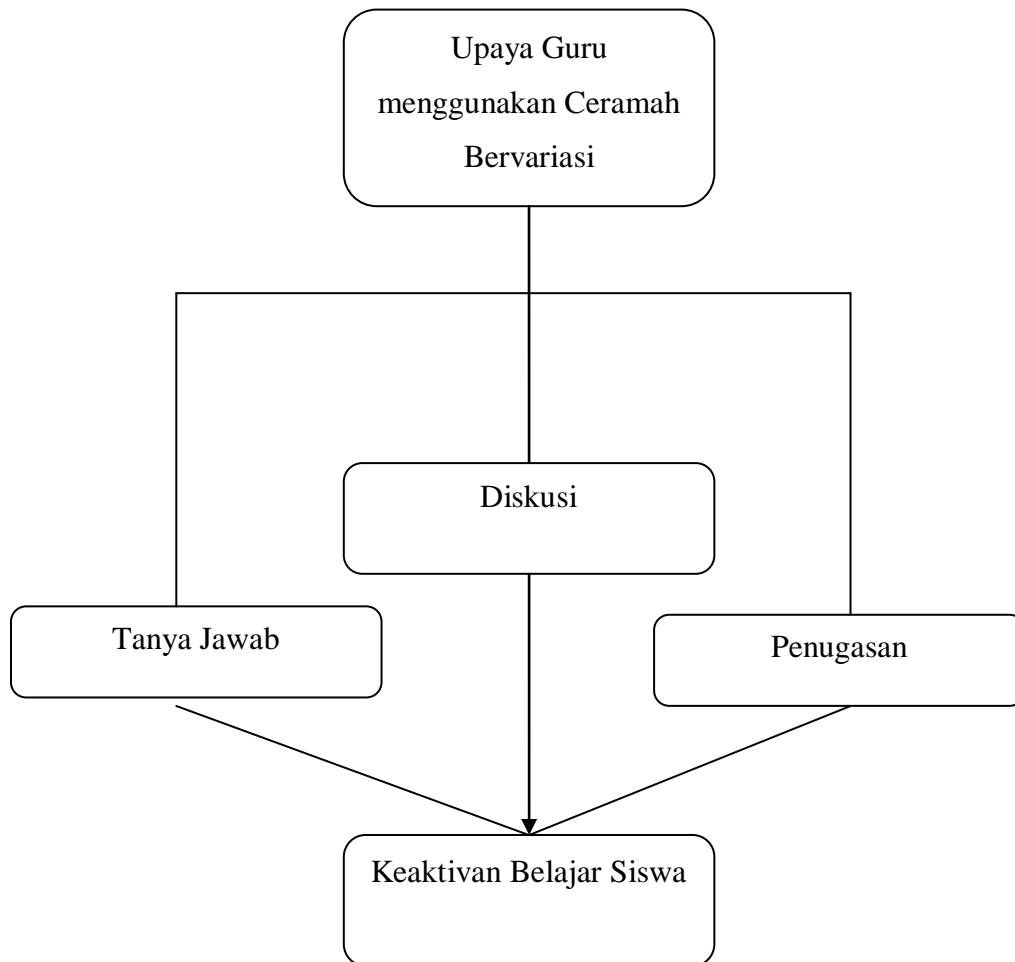 Upaya Guru
menggunakan Ceramah
Bervariasi
Diskusi
Tanya Jawab
Penugasan
Keaktivan Belajar Siswa